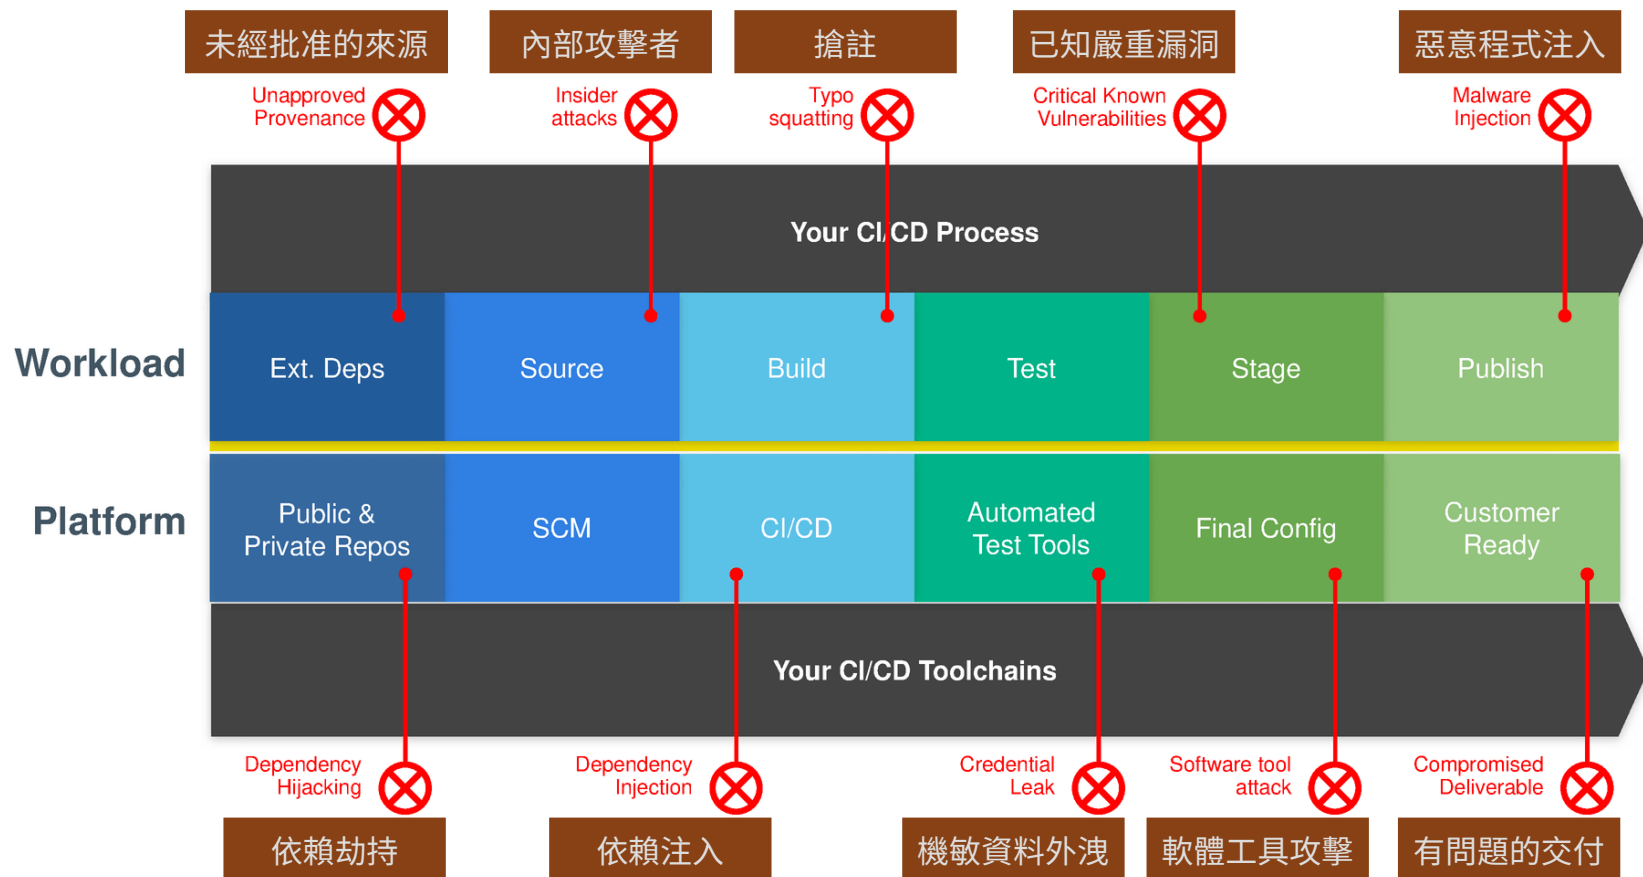 未經批准的來源
內部攻擊者
搶註
已知嚴重漏洞
惡意程式注入
Unapproved
Provenance
Insider
attacks
Typo
squatting
Critical Known
Vulnerabilities
Malware
Injection
Your CI/CD Process
Workload
Ext. Deps
Source
Build
Test
Stage
Publish
Platform
Public &
Private Repos
SCM
CI/CD
Automated
Test Tools
Final Config
Customer
Ready
Your CI/CD Toolchains
Dependency
Hijacking
Dependency
Injection
Credential
Leak
Software tool
attack
Compromised
Deliverable
依賴劫持
依賴注入
機敏資料外洩
軟體工具攻擊
有問題的交付